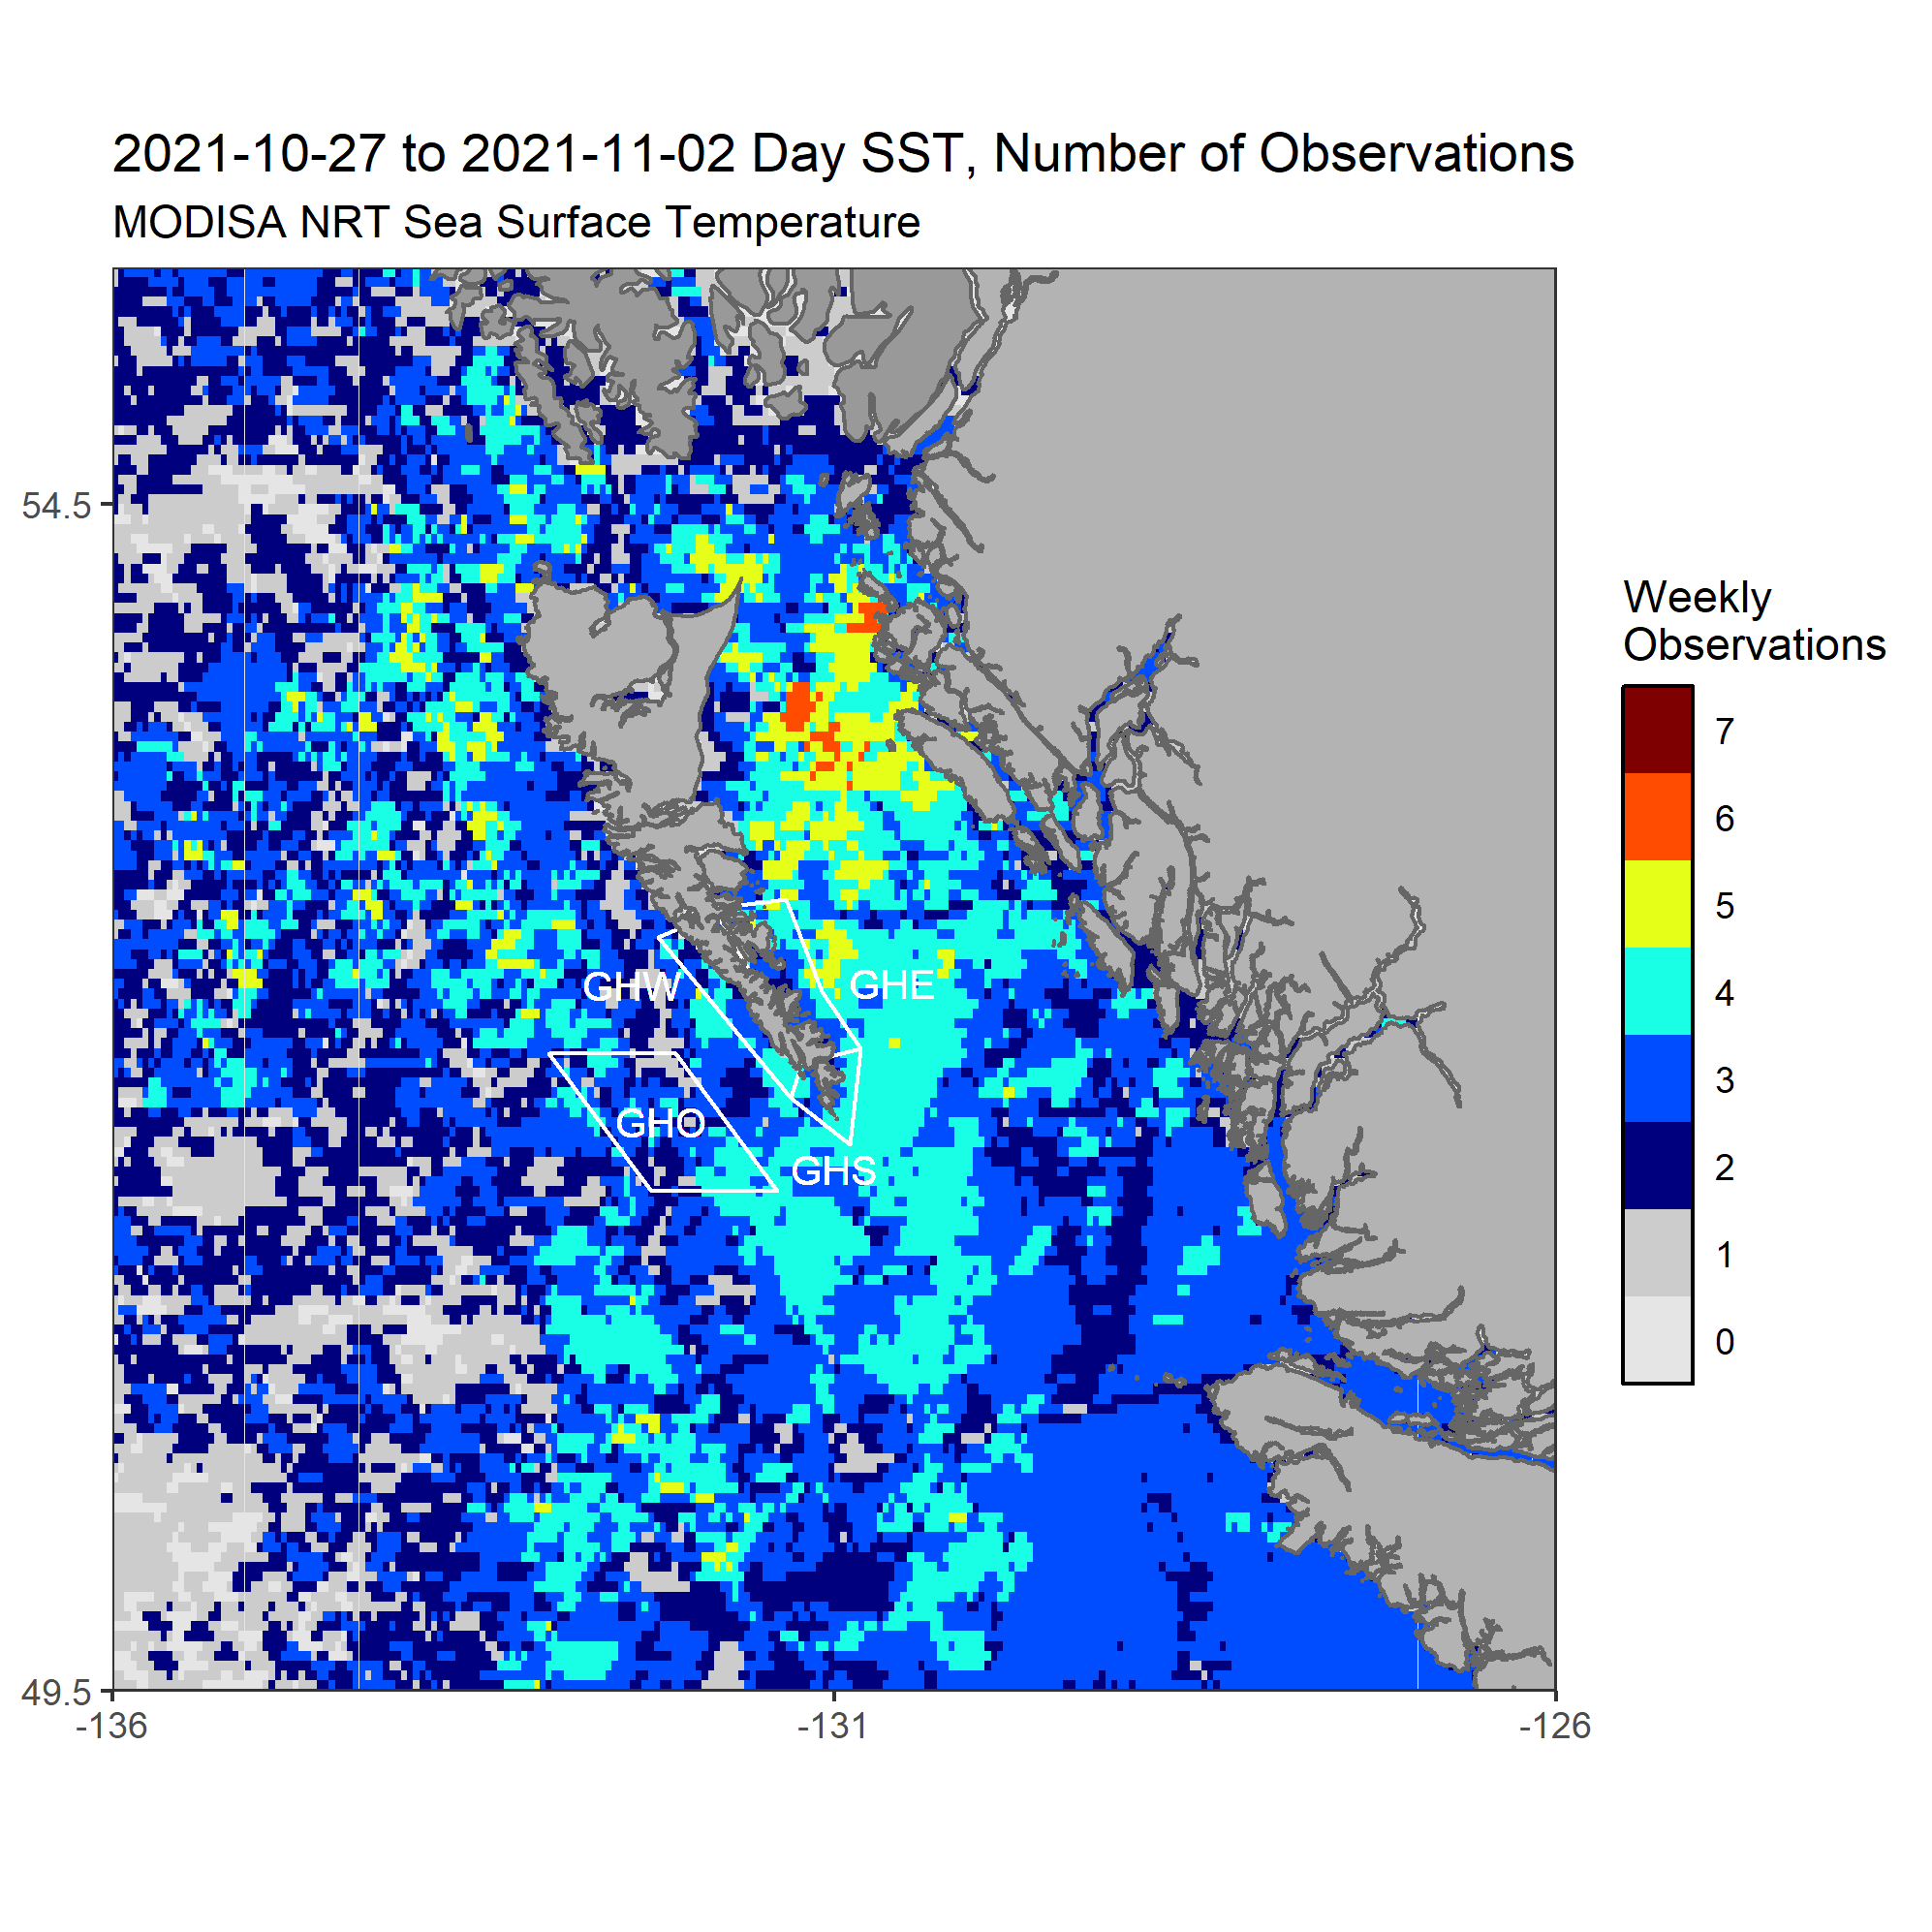 2021-10-27 to 2021-11-02 Day SST, Number of Observations
MODISA NRT Sea Surface Temperature
54.5
49.5
-136
-131
-126
GHW
GHE
GHO
GHS
Weekly
Observations
7
6
5
4
3
2
1
0